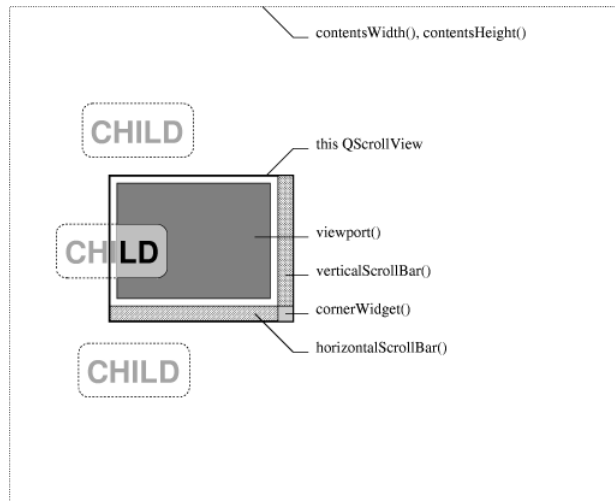 contentsWidth(), contentsHeight()
CHILD
this QScrollView
viewport()
CHILD
verticalScrollBar()
cornerWidget()
horizontalScrollBar()
CHILD